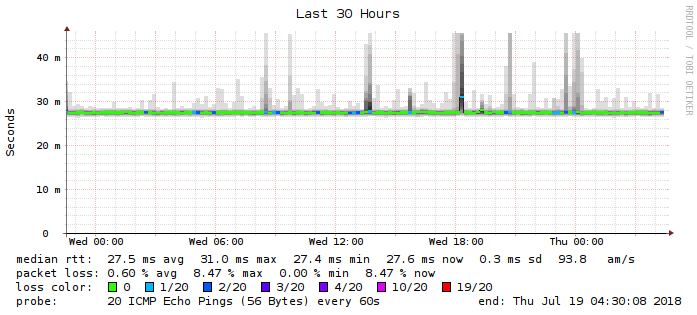 Last 30 Hours
RRDTOOL / TOBI OETIKER
Seconds
40 m
30 m
20 m
10 m
0
Wed 00:00 Wed 06:00 Wed 12:00 Wed 18:00 Thu 00:00
median rtt: 27.5 ms avg 31.0 ms max 27.4 ms min 27.6 ms now 0.3 ms sd 93.8 am/s
packet loss: 0.60 % avg 8.47 % max 0.00 % min 8.47 % now
loss color: 0 1/20 2/20 3/20 4/20 10/20 19/20
probe: 20 ICMP Echo Pings (56 Bytes) every 60s end: Thu Jul 19 04:30:08 2018